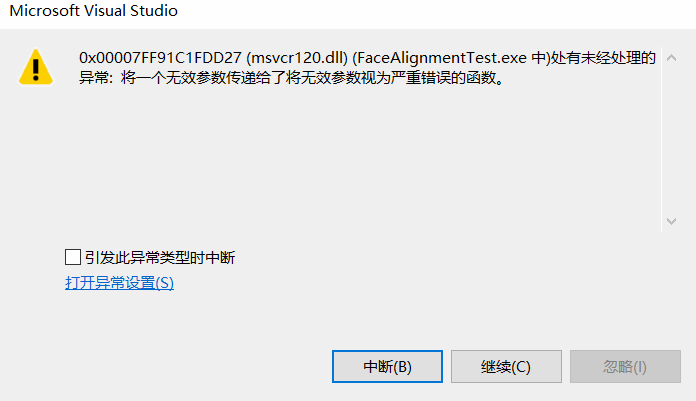 Microsoft Visual Studio
0x00007FF91C1FDD27 (msvcr120.dll) (FaceAlignmentTest.exe 中)处有未经处理的
异常: 将一个无效参数传递给了将无效参数视为严重错误的函数。
引发此异常类型时中断
打开异常设置(S)
中断(B)
继续(C)
忽略(I)